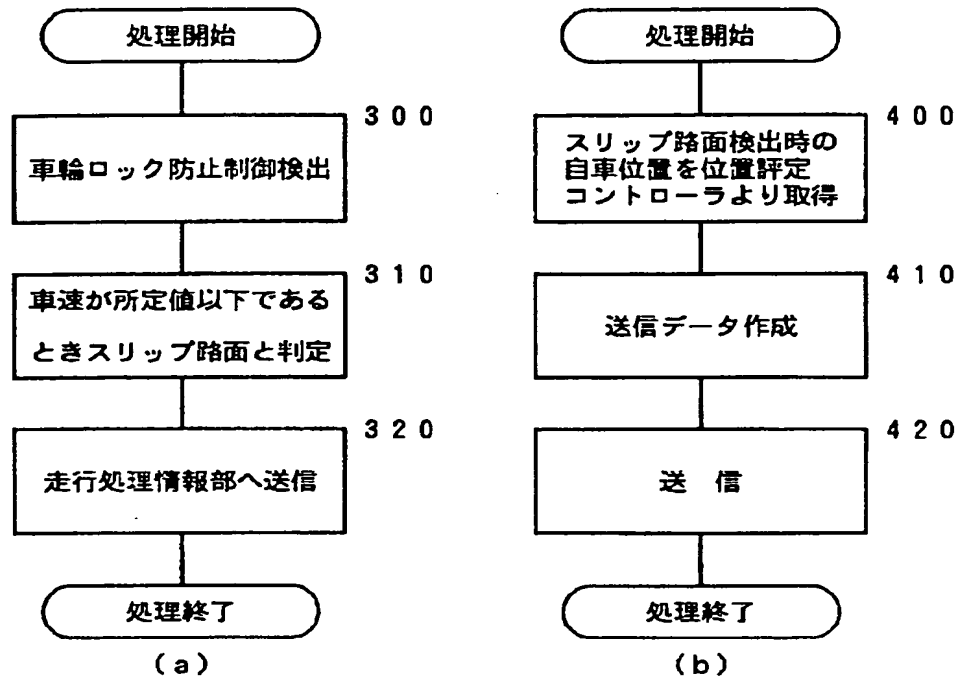 処理開始
300
車輪ロック防止制御検出
310
車速が所定値以下である
ときスリップ路面と判定
320
走行処理情報部へ送信
処理終了
(a)
処理開始
400
スリップ路面検出時の
自車位置を位置評定
コントローラより取得
410
送信データ作成
420
送 信
処理終了
(b)